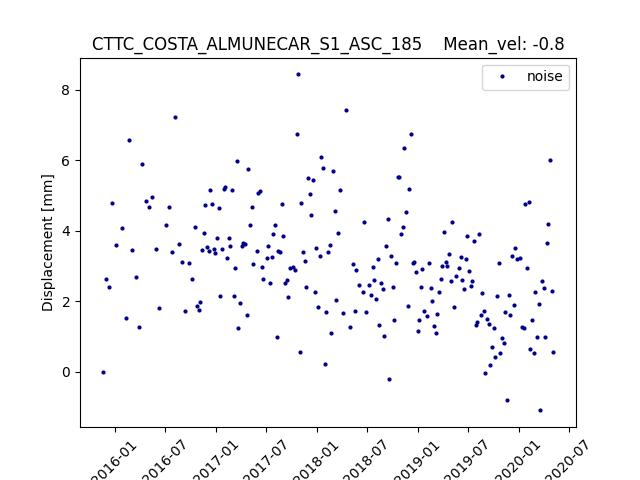 CTTC_COSTA_ALMUNECAR_S1_ASC_185    Mean_vel: -0.8
noise
Displacement [mm]
8
6
4
2
0
2016-01 2016-07 2017-01 2017-07 2018-01 2018-07 2019-01 2019-07 2020-01 2020-07